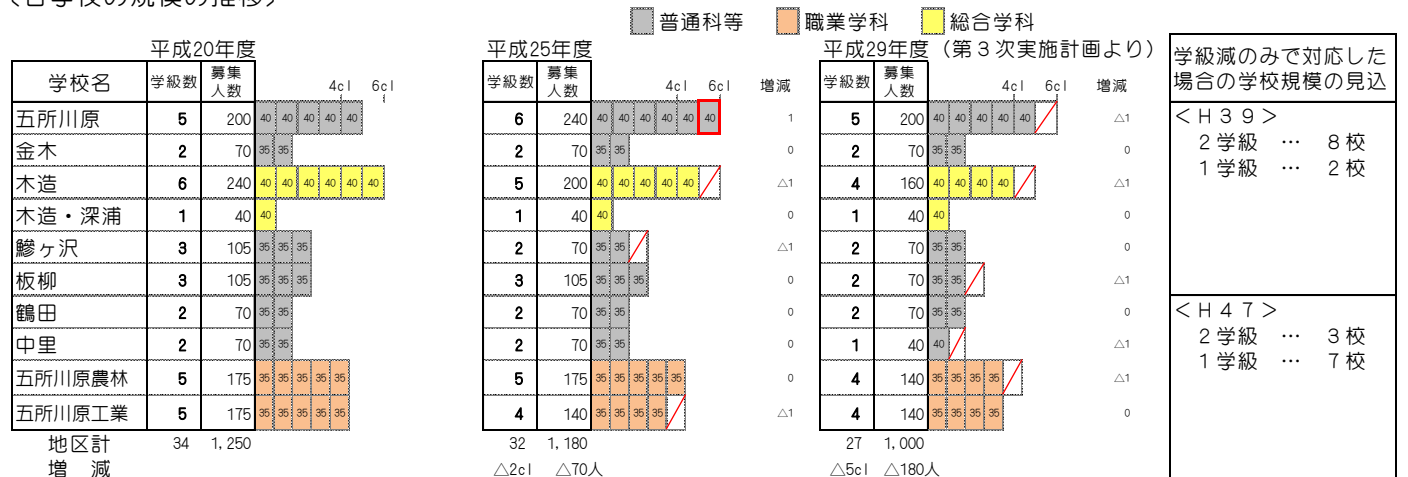 （各学校の規模の推移）
普通科等 職業学科 総合学科
平成20年度 平成25年度 平成29年度（第３次実施計画より）
学校名 学級数 募集人数 4cl 6cl 学級数 募集人数 4cl 6cl 増減 学級数 募集人数 4cl 6cl 増減
五所川原 5 200 40 40 40 40 40 6 240 40 40 40 40 40 40 1 5 200 40 40 40 40 40 △1
金木 2 70 35 35 2 70 35 35 0 2 70 35 35 0
木造 6 240 40 40 40 40 40 40 5 200 40 40 40 40 40 △1 4 160 40 40 40 40 △1
木造・深浦 1 40 40 1 40 40 0 1 40 40 0
鰺ヶ沢 3 105 35 35 35 2 70 35 35 △1 2 70 35 35 0
板柳 3 105 35 35 35 3 105 35 35 35 0 2 70 35 35 △1
鶴田 2 70 35 35 2 70 35 35 0 2 70 35 35 0
中里 2 70 35 35 2 70 35 35 0 1 40 40 △1
五所川原農林 5 175 35 35 35 35 35 5 175 35 35 35 35 35 0 4 140 35 35 35 35 △1
五所川原工業 5 175 35 35 35 35 35 4 140 35 35 35 35 △1 4 140 35 35 35 35 0
地区計 34 1,250 32 1,180 27 1,000
増　減 △2cl △70人 △5cl △180人
学級減のみで対応した
場合の学校規模の見込
＜Ｈ３９＞
２学級 … ８校
１学級 … ２校
＜Ｈ４７＞
２学級 … ３校
１学級 … ７校